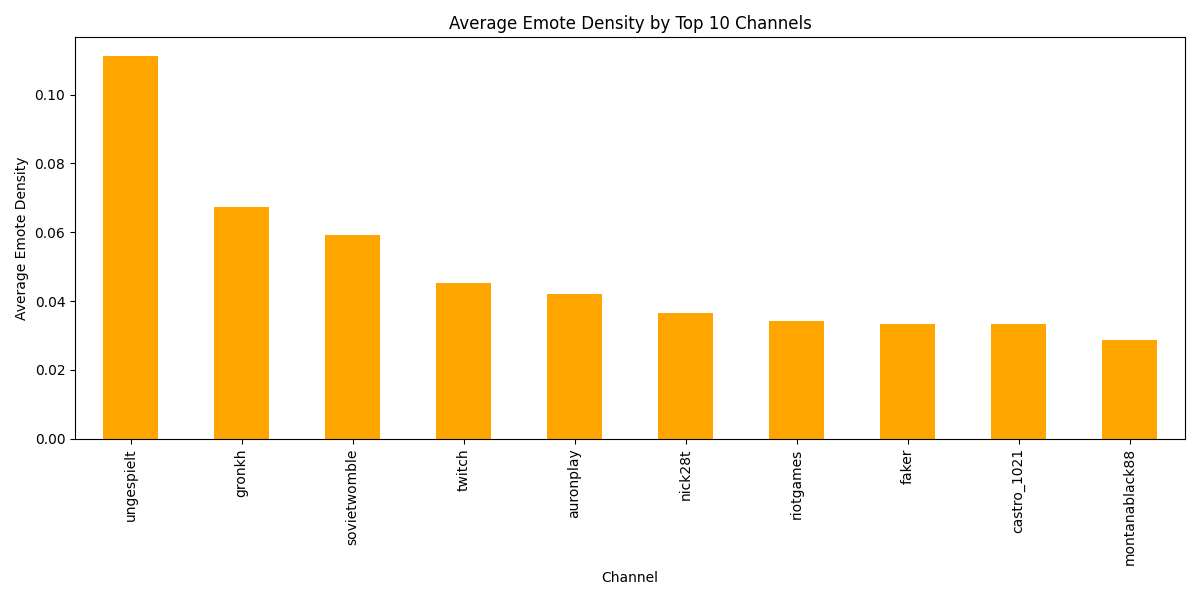 Average Emote Density by Top 10 Channels
Average Emote Density
0.10
0.08
0.06
0.04
0.02
0.00
ungespielt
gronkh
sovietwomble
twitch
auronplay
nick28t
riotgames
faker
castro_1021
montanablack88
Channel